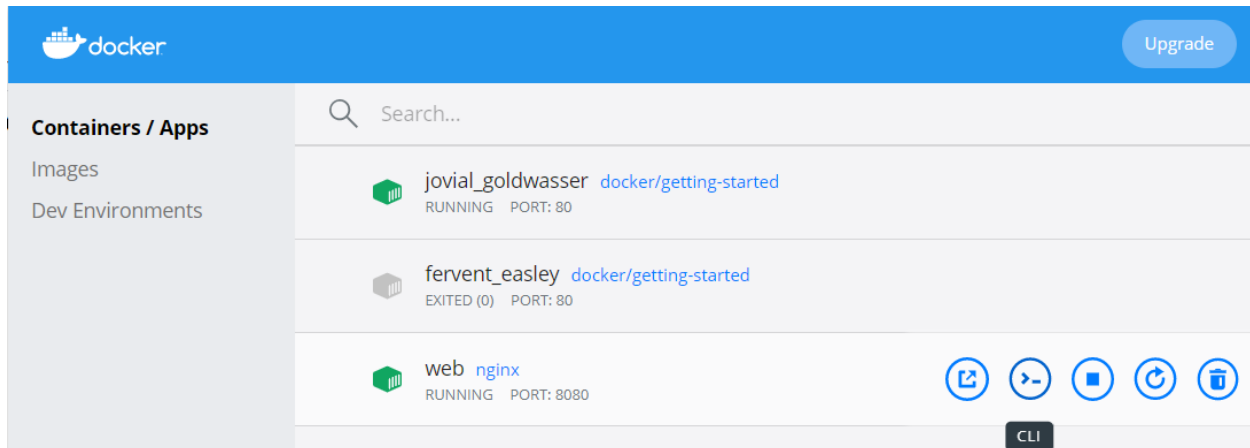 docker
Upgrade
Containers / Apps
Images
Dev Environments
Search...
jovial_goldwasser docker/getting-started
RUNNING PORT: 80
fervent_easley docker/getting-started
EXITED (0) PORT: 80
web nginx
RUNNING PORT: 8080
CLI